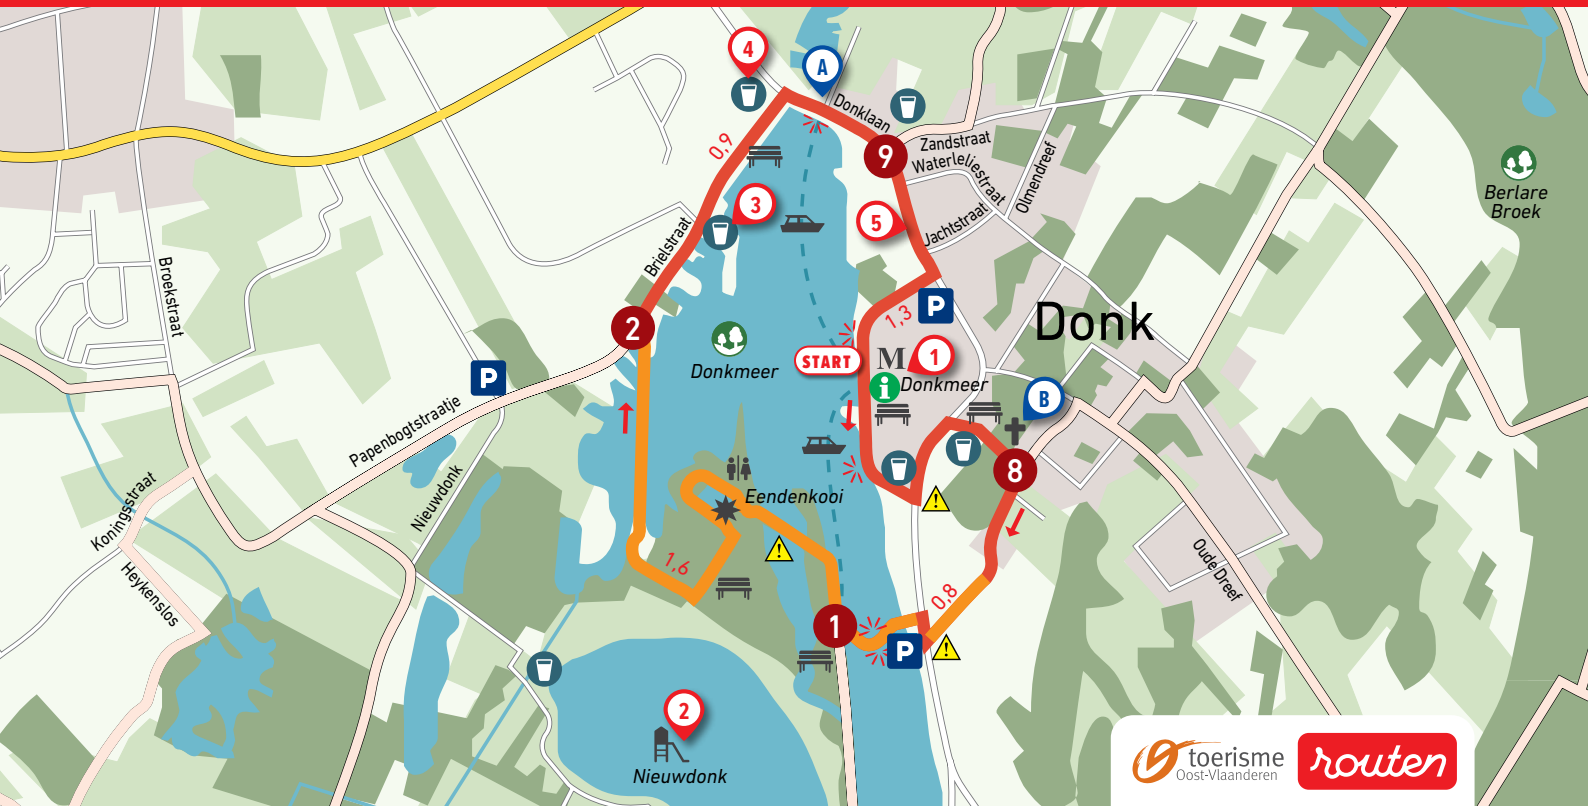 4
A
Donklaan
9
Zandstraat
Waterleliestraat
Olmendreef
0,9
3
5
Jachtstraat
Berlare
Broek
Brielstraat
Broekstraat
2
P
1,3
Donk
START
M
1
Donkmeer
i
Donkmeer
P
B
Papenbogtstraatje
8
Koningsstraat
Nieuwdonk
Eendenkooi
!
!
1,6
Oude Dreef
Heykenslos
0,8
1
P
!
2
Nieuwdonk
toerisme
Oost-Vlaanderen
routen